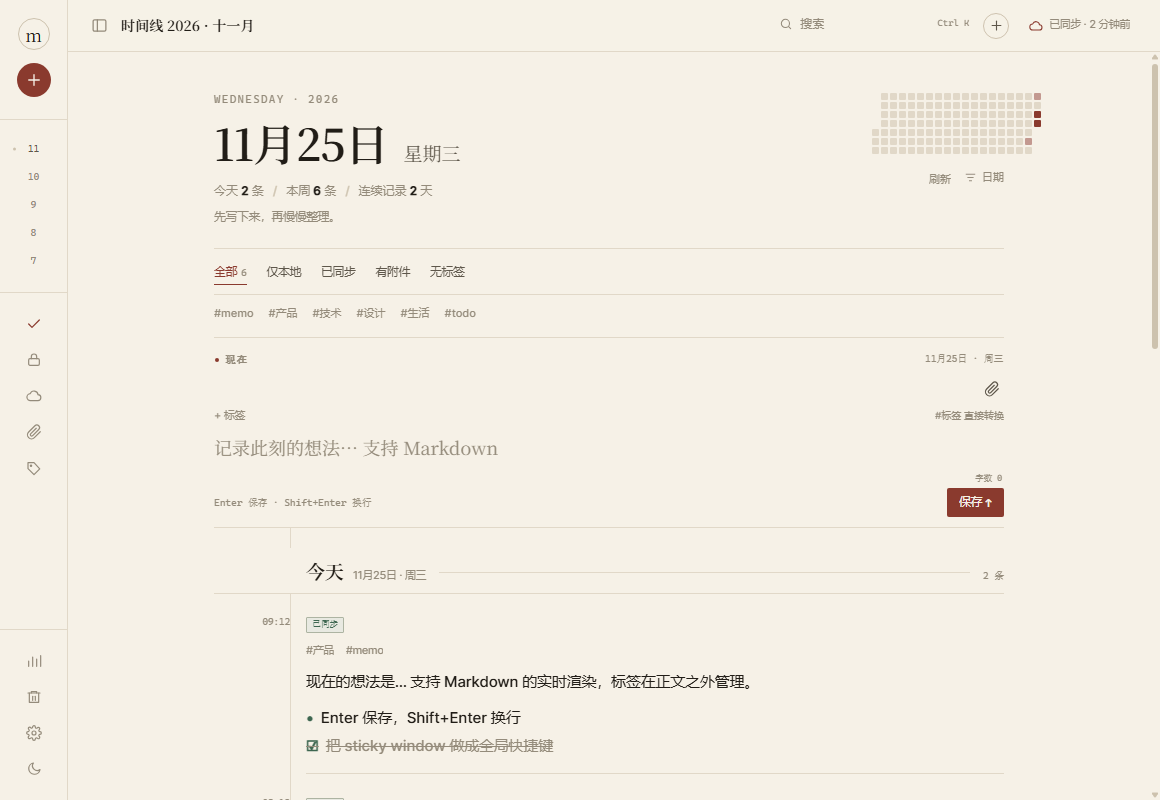 m
时间线 2026 · 十一月
搜索
Ctrl K
已同步 · 2 分钟前
11
10
9
8
7
WEDNESDAY · 2026
11月25日 星期三
今天 2 条 / 本周 6 条 / 连续记录 2 天
先写下来，再慢慢整理。
刷新 日期
全部 6 仅本地 已同步 有附件 无标签
#memo #产品 #技术 #设计 #生活 #todo
现在
11月25日 · 周三
+ 标签
#标签 直接转换
记录此刻的想法… 支持 Markdown
字数 0
Enter 保存 · Shift+Enter 换行
保存↑
今天 11月25日 · 周三
2 条
09:12
已同步
#产品 #memo
现在的想法是... 支持 Markdown 的实时渲染，标签在正文之外管理。
Enter 保存，Shift+Enter 换行
把 sticky window 做成全局快捷键